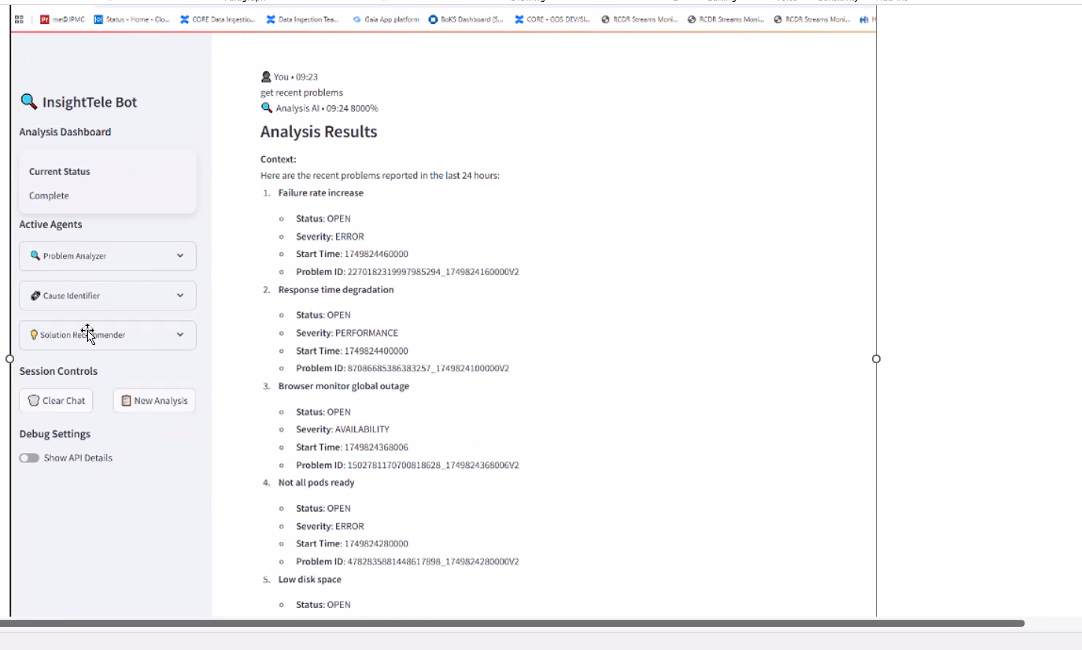 me@JPMC
Status - Home - Clo...
CORE Data Ingestio...
Data Ingestion Tea...
Gaia App platform
BoKS Dashboard (S...
CORE - GOS DEV/SI...
RCDR Streams Moni...
RCDR Streams Moni...
RCDR Streams Moni...
InsightTele Bot
Analysis Dashboard
Current Status
Complete
Active Agents
Problem Analyzer
Cause Identifier
Solution Recommender
Session Controls
Clear Chat
New Analysis
Debug Settings
Show API Details
You • 09:23
get recent problems
Analysis AI • 09:24 8000%
Analysis Results
Context:
Here are the recent problems reported in the last 24 hours:
1. Failure rate increase
Status: OPEN
Severity: ERROR
Start Time: 1749824460000
Problem ID: 2270182319997985294_1749824160000V2
2. Response time degradation
Status: OPEN
Severity: PERFORMANCE
Start Time: 1749824400000
Problem ID: 87086685386383257_1749824100000V2
3. Browser monitor global outage
Status: OPEN
Severity: AVAILABILITY
Start Time: 1749824368006
Problem ID: 1502781170700818628_1749824368006V2
4. Not all pods ready
Status: OPEN
Severity: ERROR
Start Time: 1749824280000
Problem ID: 4782835881448617898_1749824280000V2
5. Low disk space
Status: OPEN